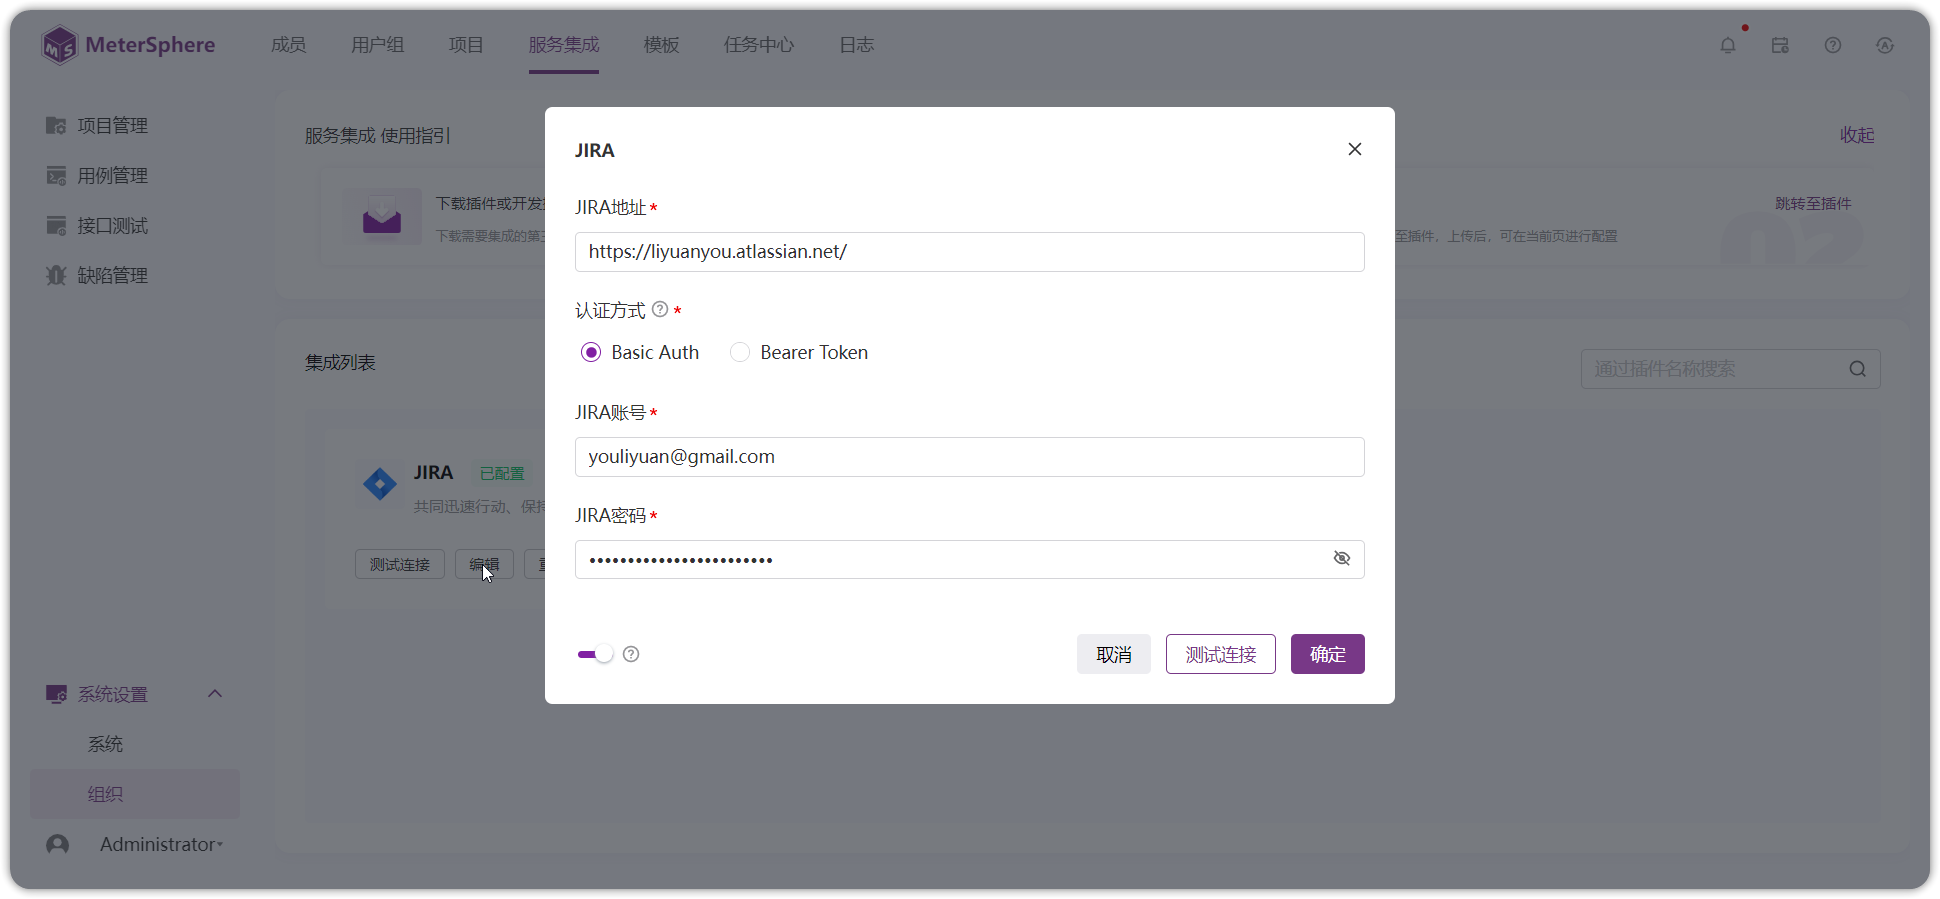 MeterSphere
成员 用户组 项目 服务集成 模板 任务中心 日志
项目管理
用例管理
接口测试
缺陷管理
系统设置
系统
组织
Administrator
服务集成 使用指引
收起
下载插件或开发
下载需要集成的第
跳转至插件
至插件，上传后，可在当前页进行配置
02
集成列表
通过插件名称搜索
JIRA 已配置
共同迅速行动、保持
测试连接 编辑
JIRA
JIRA地址*
https://liyuanyou.atlassian.net/
认证方式 *
Basic Auth Bearer Token
JIRA账号*
youliyuan@gmail.com
JIRA密码*
••••••••••••••••••••••••
取消 测试连接 确定